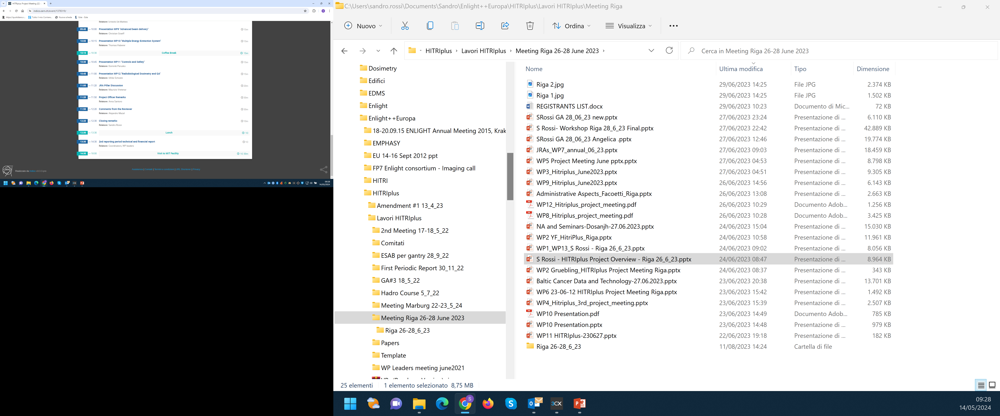 HITRIplus Project Meeting (22-
indico.cern.ch/event/1378319/
https://quotidiano.r... Tutto il mio Corriere... Nuova scheda Este - Este
Relatore: Ernesto De Matteis
09:45 → 10:00 Presentation WP9 "Advanced beam delivery" 15m
Relatore: Christian Graeff
10:00 → 10:15 Presentation WP10 "Multiple Energy Extraction System" 15m
Relatore: Thomas Haberer
10:15 → 10:30 Coffee Break 15m
10:30 → 10:45 Presentation WP11 "Controls and Safety" 15m
Relatore: Dominik Perusko
10:45 → 11:00 Presentation WP12 "Radiobiological Dosimetry and QA" 15m
Relatore: Ulrike Schoetz
11:00 → 11:20 JRA Pillar Discussion 20m
Relatore: Maurizio Vretenar
11:20 → 11:50 Project Officer Remarks 30m
Relatore: Anna Santoro
11:50 → 12:20 Comments from the Reviewer 30m
Relatore: Alejandro Mazal
12:20 → 12:30 Closing remarks 10m
Relatore: Sandro Rossi
12:30 → 13:30 Lunch 1O
13:30 → 14:30 2nd reporting period technical and financial report 1O
Relatore: Coordinators, WP leaders
16:30 → 18:00 Visit to MIT Facility 1O 30m
CERN
Realizzato da Indico v3.3.3-pre
Assistenza | Contatti | Termini e condizioni | URL Shortener | Privacy
09:28
14/05/2024
C:\Users\sandro.rossi\Documents\Sandro\Enlight++Europa\HITRIplus\Lavori HITRIplus\Meeting Riga
Nuovo Ordina Visualizza
« HITRIplus › Lavori HITRIplus › Meeting Riga 26-28 June 2023 ›
Cerca in Meeting Riga 26-28 June 2023
Dosimetry
Edifici
EDMS
Enlight
Enlight++Europa
18-20.09.15 ENLIGHT Annual Meeting 2015, Krak
EMPHASY
EU 14-16 Sept 2012 ppt
FP7 Enlight consortium - Imaging call
HITRI
HITRIplus
Amendment #1 13_4_23
Lavori HITRIplus
2nd Meeting 17-18_5_22
Comitati
ESAB per gantry 28_9_22
First Periodic Report 30_11_22
GA#3 18_5_22
Hadro Course 5_7_22
Meeting Marburg 22-23_5_24
Meeting Riga 26-28 June 2023
Riga 26-28_6_23
Papers
Template
WP Leaders meeting june2021
Nome Ultima modifica Tipo Dimensione
Riga 2.jpg 29/06/2023 14:25 File JPG 2.374 KB
Riga 1.jpg 29/06/2023 14:25 File JPG 1.502 KB
REGISTRANTS LIST.docx 29/06/2023 10:23 Documento di Mic... 72 KB
SRossi GA 28_06_23 new.pptx 27/06/2023 23:24 Presentazione di ... 6.110 KB
S Rossi- Workshop Riga 28_6_23 Final.pptx 27/06/2023 22:42 Presentazione di ... 42.889 KB
SRossi GA 28_06_23 Angelica .pptx 27/06/2023 12:46 Presentazione di ... 19.774 KB
JRAs_WP7_annual_06_23.pptx 27/06/2023 09:03 Presentazione di ... 18.459 KB
WP5 Project Meeting June pptx.pptx 27/06/2023 04:53 Presentazione di ... 8.798 KB
WP3_Hitriplus_June2023.pptx 27/06/2023 04:51 Presentazione di ... 9.305 KB
WP9_Hitriplus_June2023.pptx 26/06/2023 14:56 Presentazione di ... 6.143 KB
Administrative Aspects_Facoetti_Riga.pptx 26/06/2023 13:08 Presentazione di ... 2.663 KB
WP12_Hitriplus_project_meeting.pdf 26/06/2023 10:29 Documento Adob... 1.256 KB
WP8_Hitriplus_project_meeting.pdf 26/06/2023 10:28 Documento Adob... 3.425 KB
NA and Seminars-Dosanjh-27.06.2023.pptx 24/06/2023 15:04 Presentazione di ... 15.030 KB
WP2 YF_HitriPlus_Riga.pptx 24/06/2023 10:58 Presentazione di ... 11.961 KB
WP1_WP13_S Rossi - Riga 26_6_23.pptx 24/06/2023 09:02 Presentazione di ... 8.056 KB
S Rossi - HITRIplus Project Overview - Riga 26_6_23.pptx 24/06/2023 08:47 Presentazione di ... 8.964 KB
WP2 Gruebling_HITRIplus Project Meeting Riga.pptx 24/06/2023 08:37 Presentazione di ... 343 KB
Baltic Cancer Data and Technology-27.06.2023.pptx 23/06/2023 20:38 Presentazione di ... 13.701 KB
WP6 23-06-12 HITRIplus Project Meeting Riga.pptx 23/06/2023 15:42 Presentazione di ... 1.492 KB
WP4_Hitriplus_3rd_project_meeting.pptx 23/06/2023 15:39 Presentazione di ... 2.507 KB
WP10 Presentation.pdf 23/06/2023 14:49 Documento Adob... 785 KB
WP10 Presentation.pptx 23/06/2023 14:48 Presentazione di ... 979 KB
WP11 HITRIplus-230627.pptx 22/06/2023 19:18 Presentazione di ... 182 KB
Riga 26-28_6_23 11/08/2023 14:24 Cartella di file
25 elementi 1 elemento selezionato 8,75 MB
3CX
09:28
14/05/2024